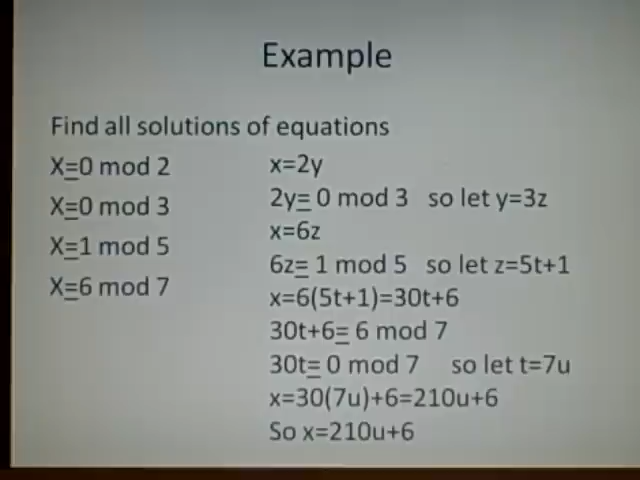 Example
Find all solutions of equations
X≡0 mod 2
X≡0 mod 3
X≡1 mod 5
X≡6 mod 7
x=2y
2y≡ 0 mod 3 so let y=3z
x=6z
6z≡ 1 mod 5 so let z=5t+1
x=6(5t+1)=30t+6
30t+6≡ 6 mod 7
30t≡ 0 mod 7 so let t=7u
x=30(7u)+6=210u+6
So x=210u+6